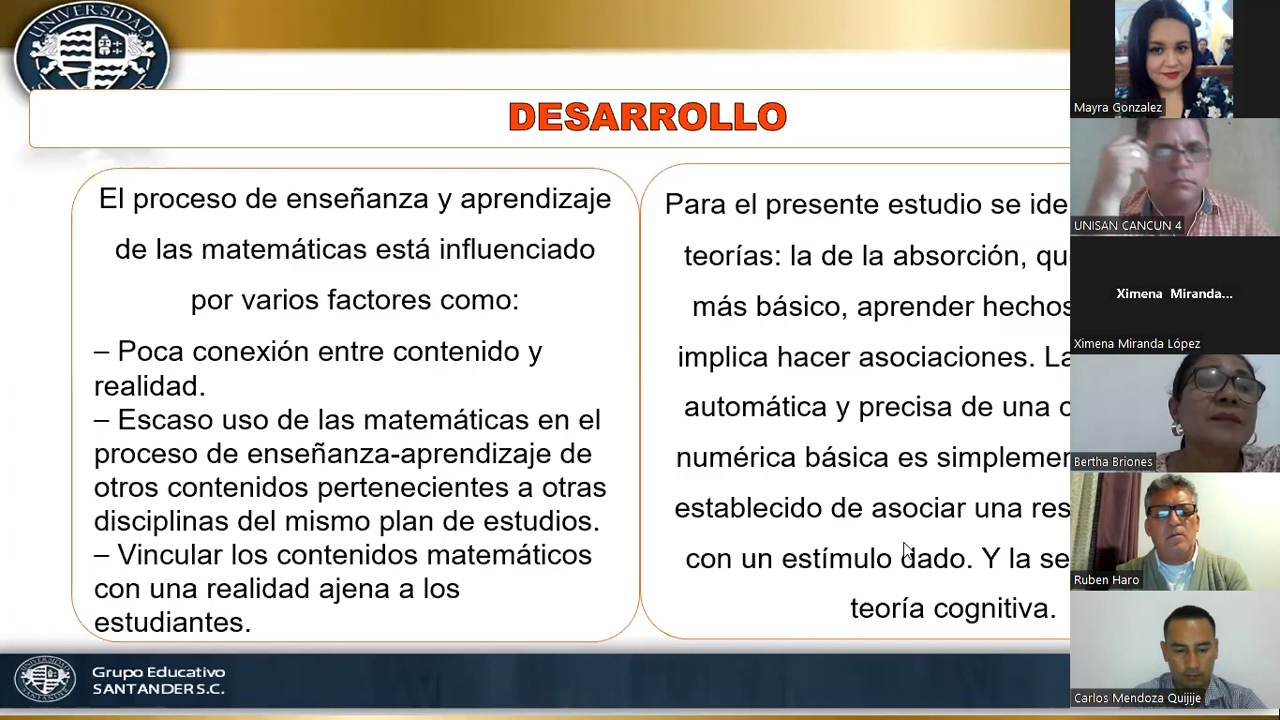 UNIVERSIDAD
DESARROLLO
El proceso de enseñanza y aprendizaje
de las matemáticas está influenciado
por varios factores como:
– Poca conexión entre contenido y
realidad.
– Escaso uso de las matemáticas en el
proceso de enseñanza-aprendizaje de
otros contenidos pertenecientes a otras
disciplinas del mismo plan de estudios.
– Vincular los contenidos matemáticos
con una realidad ajena a los
estudiantes.
Para el presente estudio se ide
teorías: la de la absorción, qu
más básico, aprender hechos
implica hacer asociaciones. La
automática y precisa de una c
numérica básica es simplemen
establecido de asociar una res
con un estímulo dado. Y la se
teoría cognitiva.
Grupo Educativo
SANTANDER S.C.
Mayra Gonzalez
UNISAN CANCUN 4
Ximena Miranda...
Ximena Miranda López
Bertha Briones
Ruben Haro
Carlos Mendoza Quijije